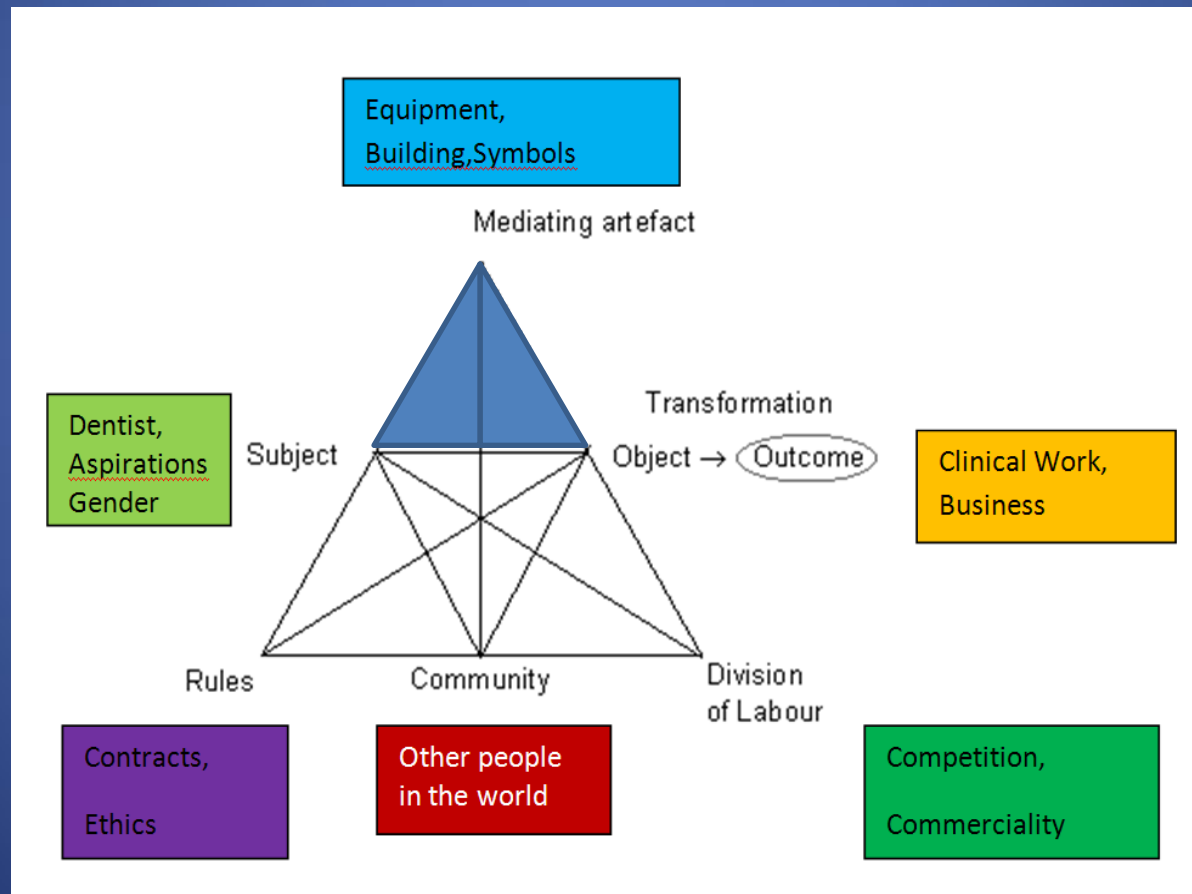 Equipment,
Building,Symbols
Mediating artefact
Dentist,
Aspirations
Gender
Subject
Transformation
Object → Outcome
Clinical Work,
Business
Rules
Community
Division
of Labour
Contracts,
Ethics
Other people
in the world
Competition,
Commerciality